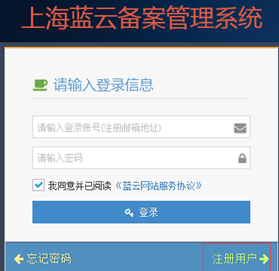 上海蓝云备案管理系统
请输入登录信息
请输入登录账号(注册邮箱地址)
请输入密码
我同意并已阅读《蓝云网站服务协议》
登录
忘记密码 注册用户